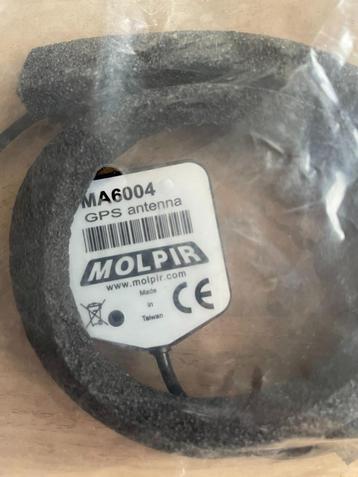 MA6004
GPS antenna
MOLPIR
www.molpir.com
Made
in
Taiwan
CE